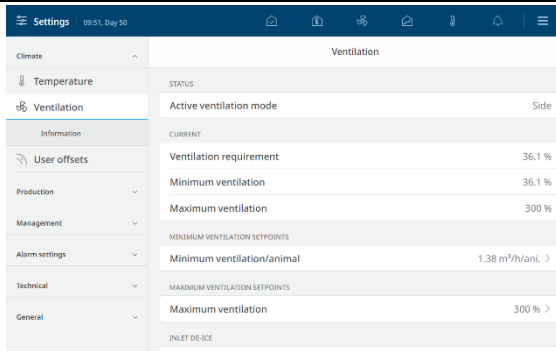 Settings 09:51, Day 50
Climate
Temperature
Ventilation
Information
User offsets
Production
Management
Alarm settings
Technical
General
Ventilation
STATUS
Active ventilation mode Side
CURRENT
Ventilation requirement 36.1 %
Minimum ventilation 36.1 %
Maximum ventilation 300 %
MINIMUM VENTILATION SETPOINTS
Minimum ventilation/animal 1.38 m³/h/ani.
MAXIMUM VENTILATION SETPOINTS
Maximum ventilation 300 %
INLET DE-ICE